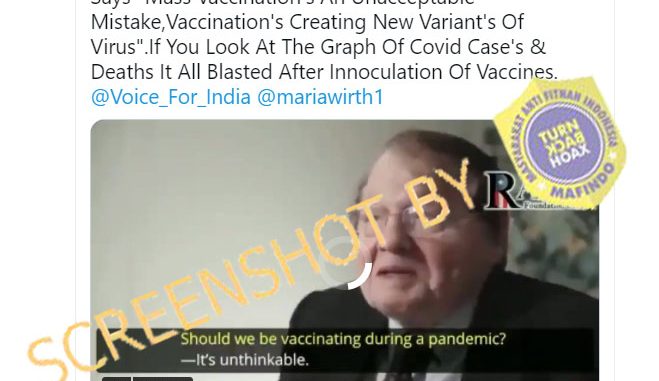 Says "Mass Vaccination's An Unacceptable
Mistake,Vaccination's Creating New Variant's Of
Virus".If You Look At The Graph Of Covid Case's &
Deaths It All Blasted After Innoculation Of Vaccines.
@Voice_For_India @mariawirth1
MASYARAKAT ANTI FITNAH INDONESIA
TURN
BACK
HOAX
MAFINDO
Foundation
SCREENSHOT BY
Should we be vaccinating during a pandemic?
—It's unthinkable.